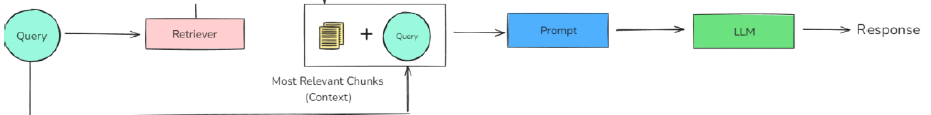 Query
Retriever
+
Query
Most Relevant Chunks
(Context)
Prompt
LLM
Response